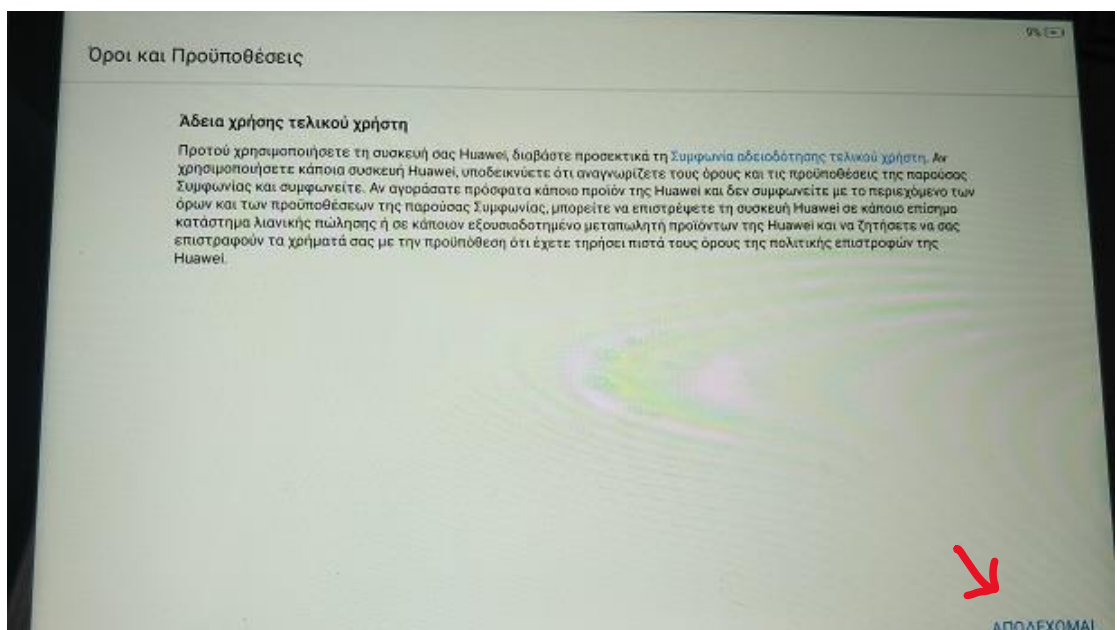 9%
Όροι και Προϋποθέσεις
Άδεια χρήσης τελικού χρήστη
Προτού χρησιμοποιήσετε τη συσκευή σας Huawei, διαβάστε προσεκτικά τη Συμφωνία αδειοδότησης τελικού χρήστη. Αν
χρησιμοποιήσετε κάποια συσκευή Huawei, υποδεικνύετε ότι αναγνωρίζετε τους όρους και τις προϋποθέσεις της παρούσας
Συμφωνίας και συμφωνείτε. Αν αγοράσατε πρόσφατα κάποιο προϊόν της Huawei και δεν συμφωνείτε με το περιεχόμενο των
όρων και των προϋποθέσεων της παρούσας Συμφωνίας, μπορείτε να επιστρέψετε τη συσκευή Huawei σε κάποιο επίσημο
κατάστημα λιανικής πώλησης ή σε κάποιον εξουσιοδοτημένο μεταπωλητή προϊόντων της Huawei και να ζητήσετε να σας
επιστραφούν τα χρήματά σας με την προϋπόθεση ότι έχετε τηρήσει πιστά τους όρους της πολιτικής επιστροφών της
Huawei.
ΑΠΟΔΕΧΟΜΑΙ